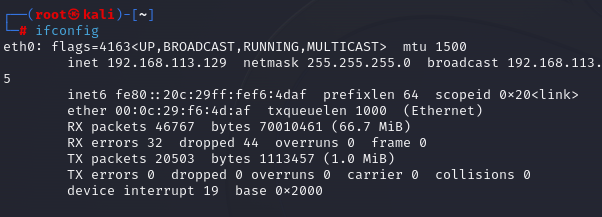 ┌──(root㉿kali)-[~]
└─# ifconfig
eth0: flags=4163<UP,BROADCAST,RUNNING,MULTICAST>  mtu 1500
        inet 192.168.113.129  netmask 255.255.255.0  broadcast 192.168.113.
5
        inet6 fe80::20c:29ff:fef6:4daf  prefixlen 64  scopeid 0×20<link>
        ether 00:0c:29:f6:4d:af  txqueuelen 1000  (Ethernet)
        RX packets 46767  bytes 70010461 (66.7 MiB)
        RX errors 32  dropped 44  overruns 0  frame 0
        TX packets 20503  bytes 1113457 (1.0 MiB)
        TX errors 0  dropped 0 overruns 0  carrier 0  collisions 0
        device interrupt 19  base 0×2000